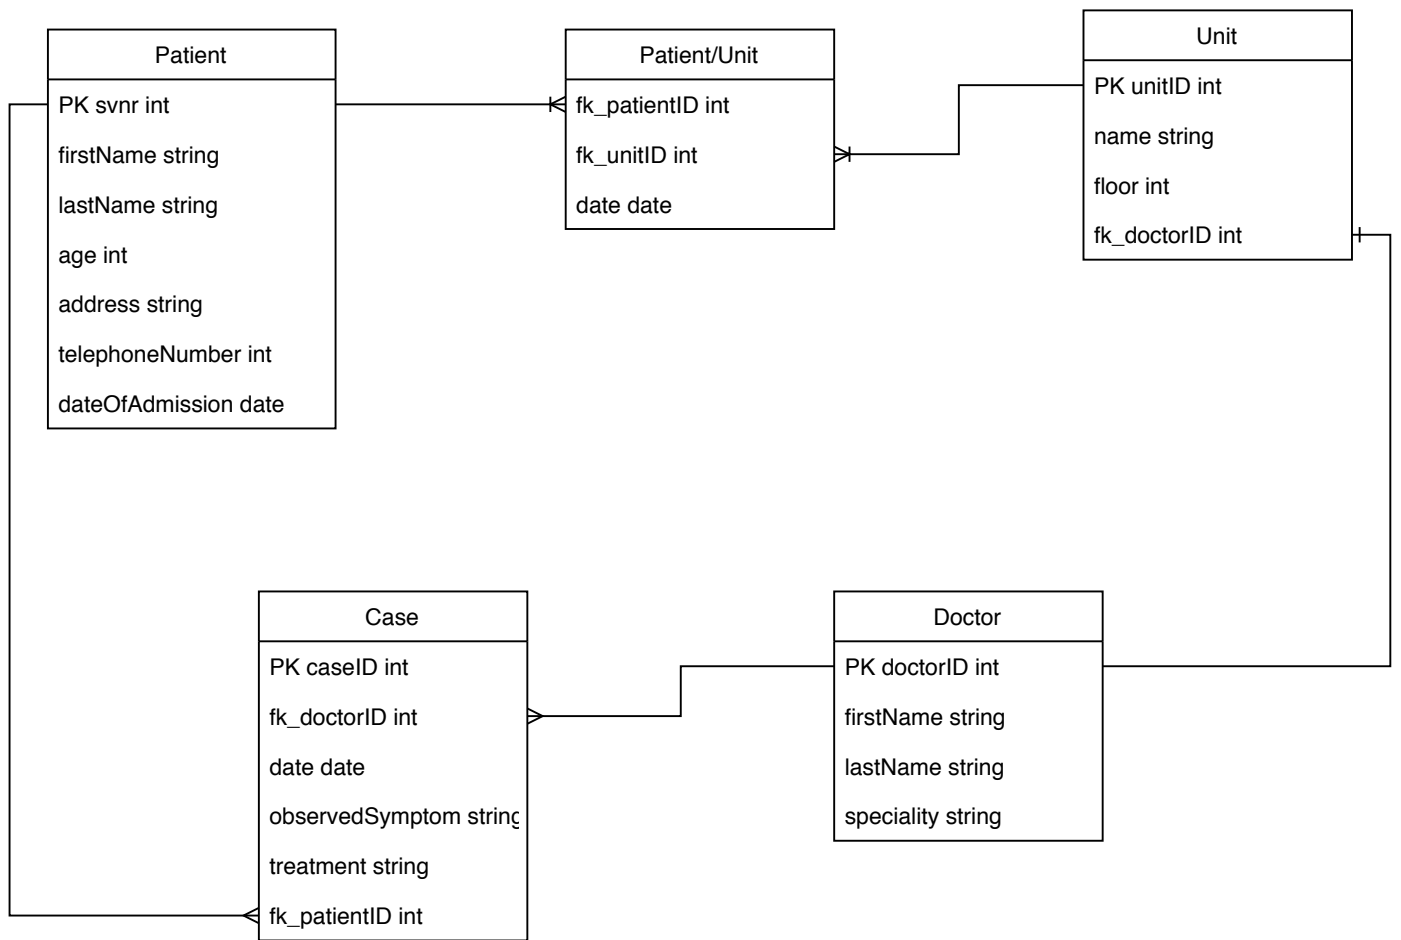 Patient
PK svnr int
firstName string
lastName string
age int
address string
telephoneNumber int
dateOfAdmission date
Patient/Unit
fk_patientID int
fk_unitID int
date date
Unit
PK unitID int
name string
floor int
fk_doctorID int
Case
PK caseID int
fk_doctorID int
date date
observedSymptom string
treatment string
fk_patientID int
Doctor
PK doctorID int
firstName string
lastName string
speciality string